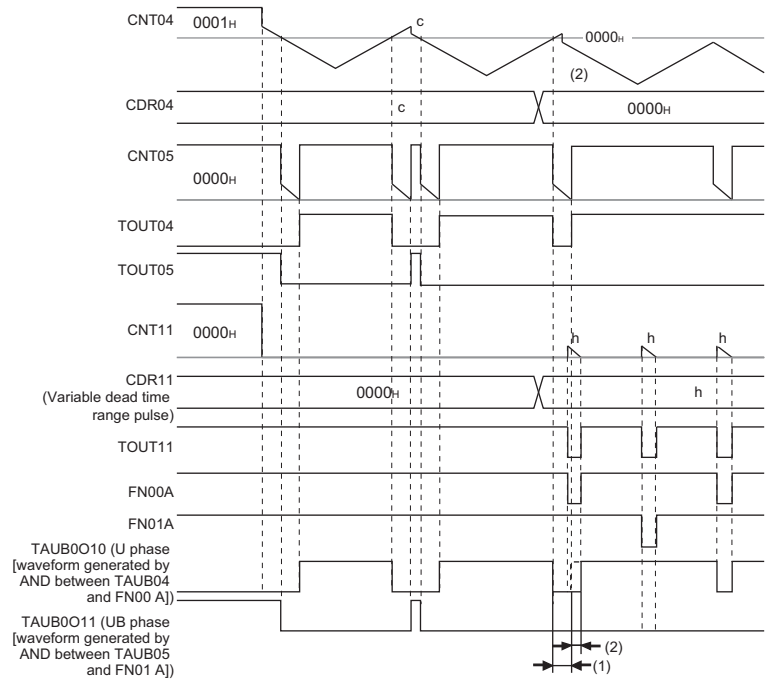 CNT04
0001H
c
0000H
(2)
CDR04
c
0000H
CNT05
0000H
TOUT04
TOUT05
CNT11
0000H
h
h
h
CDR11
(Variable dead time
range pulse)
0000H
h
TOUT11
FN00A
FN01A
TAUB0O10 (U phase
[waveform generated by
AND between TAUB04
and FN00 A])
TAUB0O11 (UB phase
[waveform generated by
AND between TAUB05
and FN01 A])
(2)
(1)